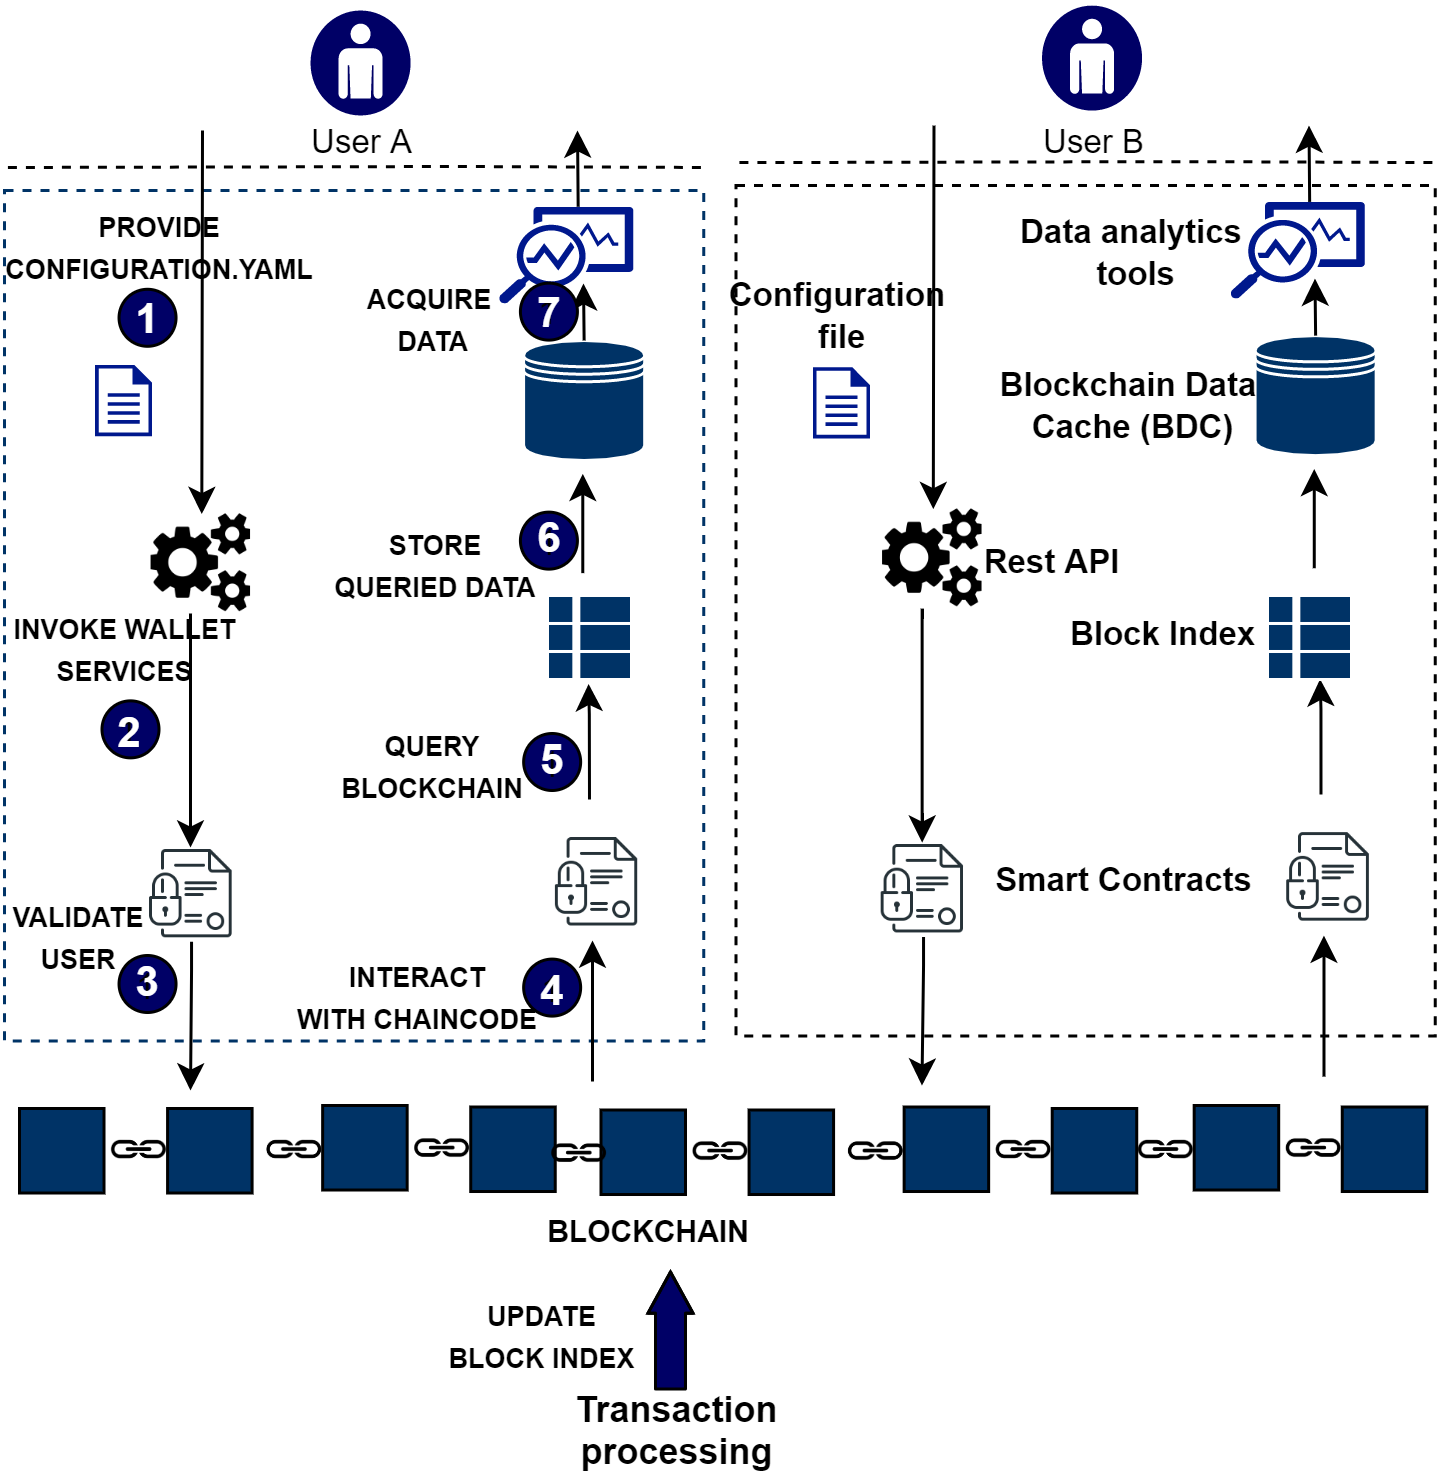 User A
User B
PROVIDE
CONFIGURATION.YAML
1
ACQUIRE
DATA
7
STORE
QUERIED DATA
6
INVOKE WALLET
SERVICES
2
QUERY
BLOCKCHAIN
5
VALIDATE
USER
3
INTERACT
WITH CHAINCODE
4
Data analytics
tools
Configuration
file
Blockchain Data
Cache (BDC)
Rest API
Block Index
Smart Contracts
BLOCKCHAIN
UPDATE
BLOCK INDEX
Transaction
processing